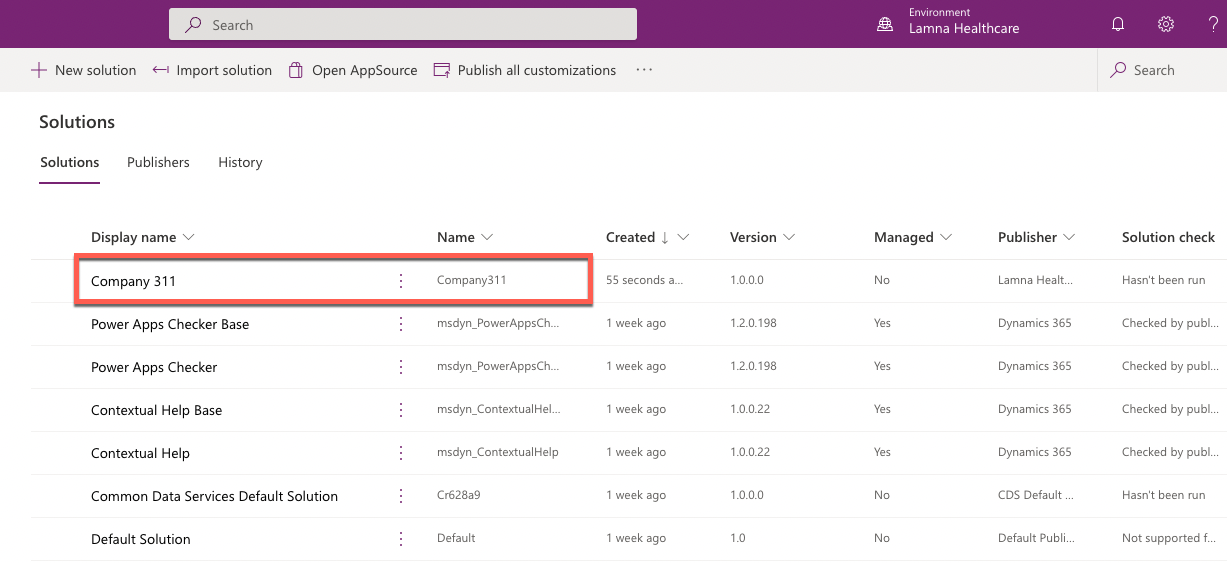 Search
Environment
Lamna Healthcare
?
New solution Import solution Open AppSource Publish all customizations ... Search
Solutions
Solutions Publishers History
Display name Name Created ↓ Version Managed Publisher Solution check
Company 311 Company311 55 seconds a... 1.0.0.0 No Lamna Healt... Hasn't been run
Power Apps Checker Base msdyn_PowerAppsCh... 1 week ago 1.2.0.198 Yes Dynamics 365 Checked by publ...
Power Apps Checker msdyn_PowerAppsCh... 1 week ago 1.2.0.198 Yes Dynamics 365 Checked by publ...
Contextual Help Base msdyn_ContextualHel... 1 week ago 1.0.0.22 Yes Dynamics 365 Checked by publ...
Contextual Help msdyn_ContextualHelp 1 week ago 1.0.0.22 Yes Dynamics 365 Checked by publ...
Common Data Services Default Solution Cr628a9 1 week ago 1.0.0.0 No CDS Default ... Hasn't been run
Default Solution Default 1 week ago 1.0 No Default Publi... Not supported f...